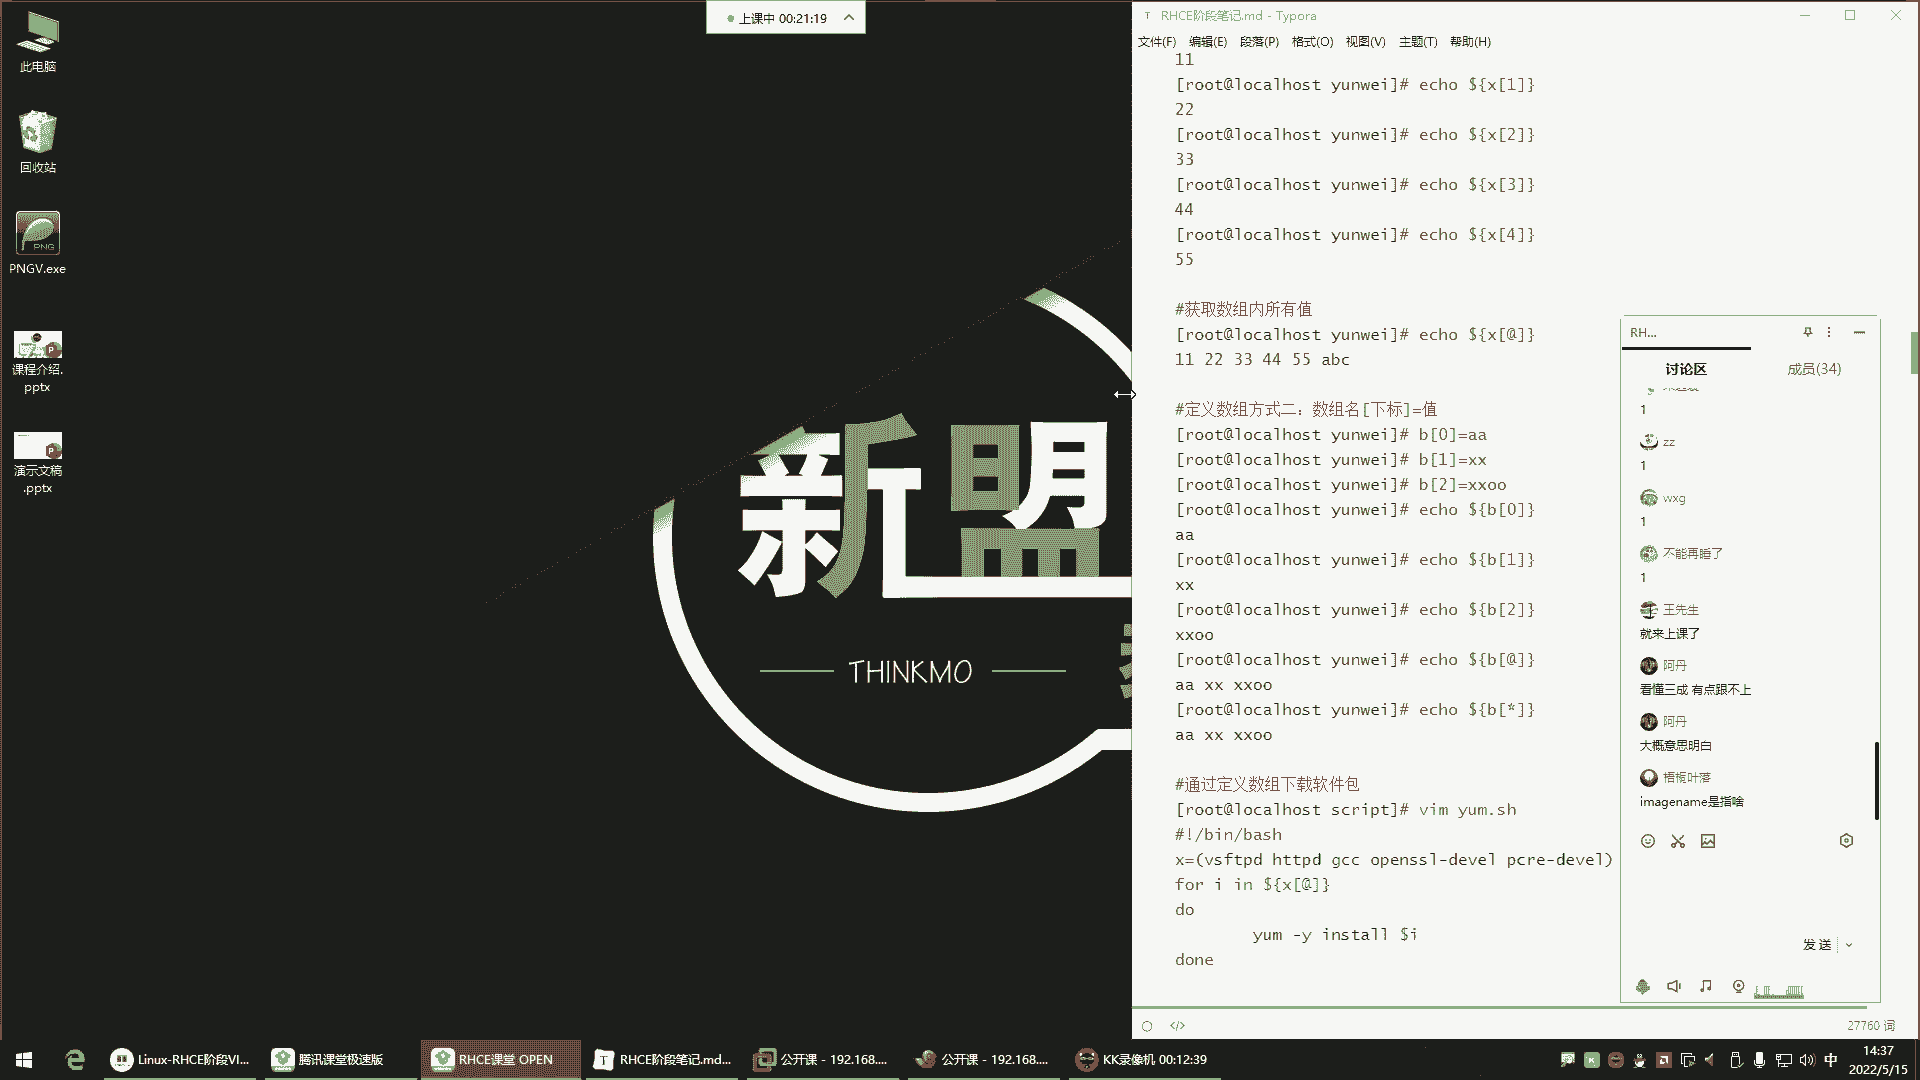 上课中 00:21:19
此电脑
回收站
PNG
PNGV.exe
课程介绍.
pptx
演示文稿
.pptx
新盟
THINKMO
RHCE阶段笔记.md - Typora
文件(F) 编辑(E) 段落(P) 格式(O) 视图(V) 主题(T) 帮助(H)
11
[root@localhost yunwei]# echo ${x[1]}
22
[root@localhost yunwei]# echo ${x[2]}
33
[root@localhost yunwei]# echo ${x[3]}
44
[root@localhost yunwei]# echo ${x[4]}
55
#获取数组内所有值
[root@localhost yunwei]# echo ${x[@]}
11 22 33 44 55 abc
#定义数组方式二：数组名[下标]=值
[root@localhost yunwei]# b[0]=aa
[root@localhost yunwei]# b[1]=xx
[root@localhost yunwei]# b[2]=xxoo
[root@localhost yunwei]# echo ${b[0]}
aa
[root@localhost yunwei]# echo ${b[1]}
xx
[root@localhost yunwei]# echo ${b[2]}
xxoo
[root@localhost yunwei]# echo ${b[@]}
aa xx xxoo
[root@localhost yunwei]# echo ${b[*]}
aa xx xxoo
#通过定义数组下载软件包
[root@localhost script]# vim yum.sh
#!/bin/bash
x=(vsftpd httpd gcc openssl-devel pcre-devel)
for i in ${x[@]}
do
yum -y install $i
done
27760 词
RH...
讨论区 成员(34)
1
zz
1
wxg
1
不能再睡了
1
王先生
就来上课了
阿丹
看懂三成 有点跟不上
阿丹
大概意思明白
梧桐叶落
imagename是指啥
发送
Linux-RHCE阶段VI... 腾讯课堂极速版 RHCE课堂 OPEN RHCE阶段笔记.md... 公开课 - 192.168.... 公开课 - 192.168.... KK录像机 00:12:39
中
14:37
2022/5/15